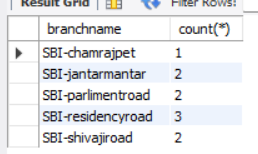 Result Grid Filter Rows:
branchname count(*)
SBI-chamrajpet 1
SBI-jantarmantar 2
SBI-parlimentroad 2
SBI-residencyroad 3
SBI-shivajiroad 2